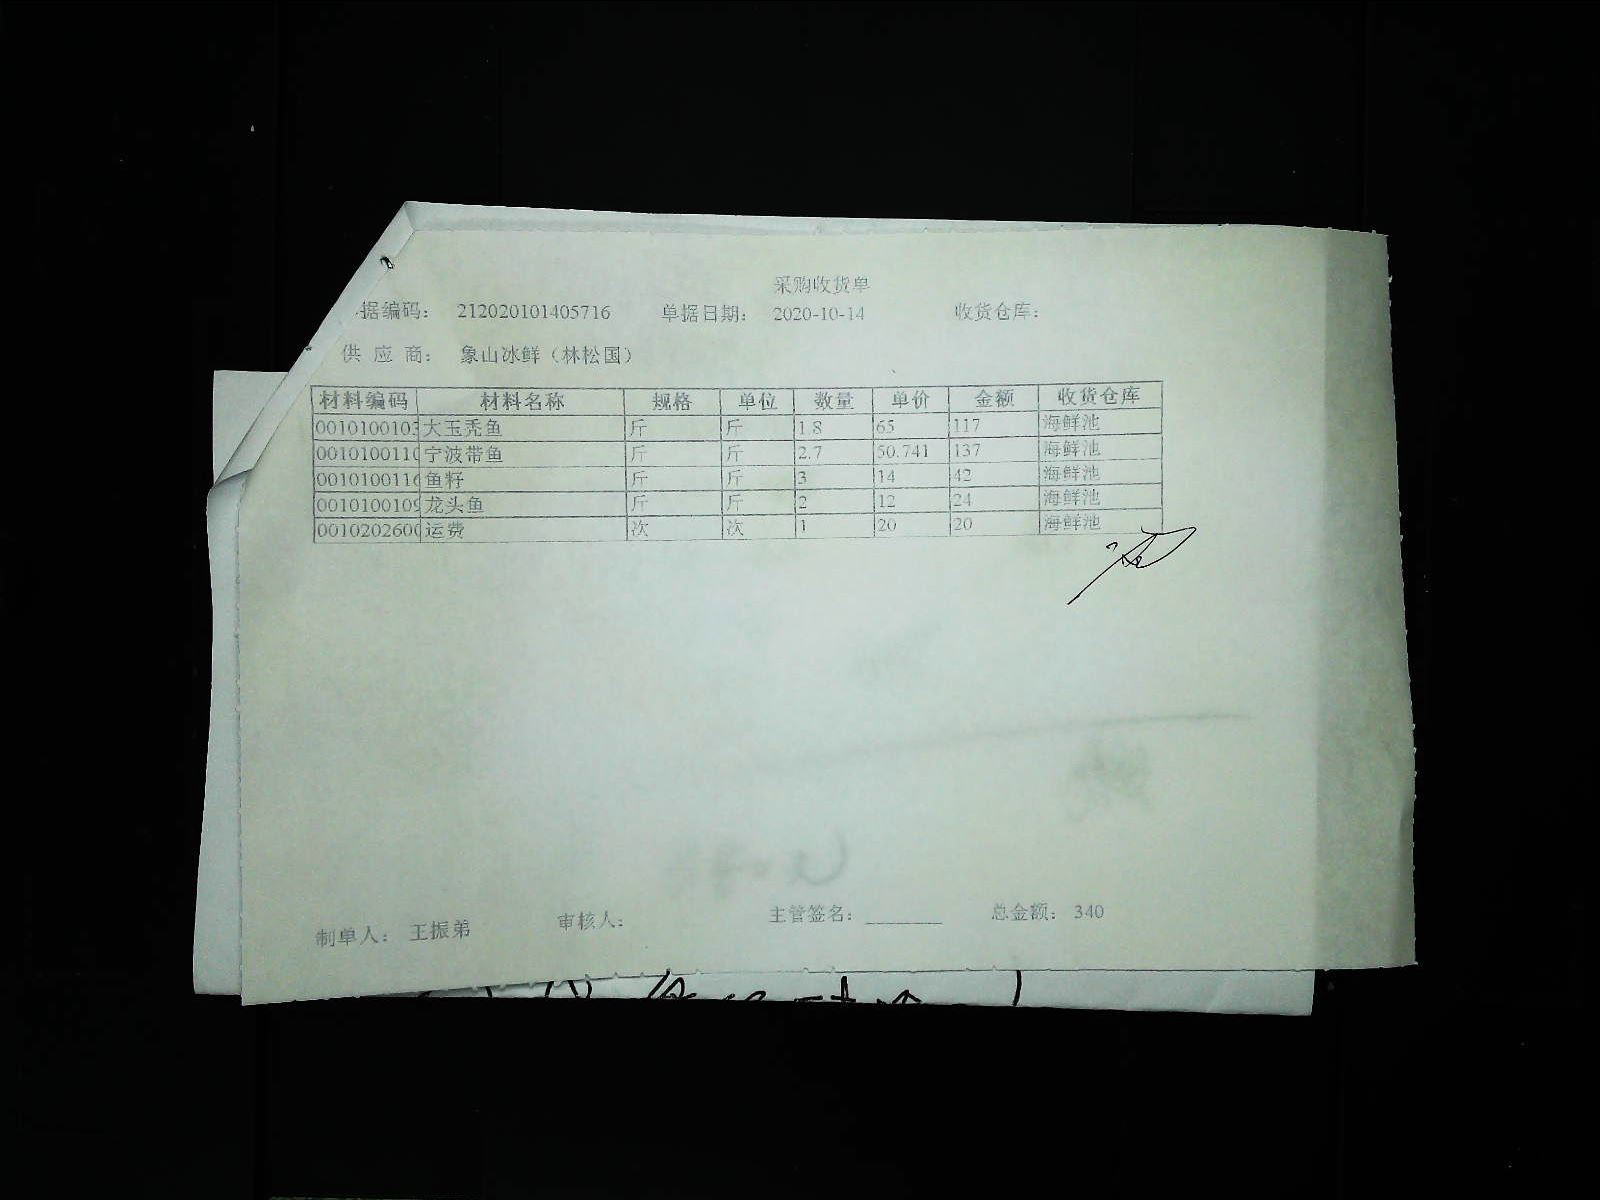 采购收货单
据编码： 212020101405716 单据日期： 2020-10-14 收货仓库：
供 应 商： 象山冰鲜（林松国）
材料编码 材料名称 规格 单位 数量 单价 金额 收货仓库
0010100103 大玉秃鱼 斤 斤 1.8 65 117 海鲜池
001010011 宁波带鱼 斤 斤 2.7 50.741 137 海鲜池
001010011 鱼籽 斤 斤 3 14 42 海鲜池
001010010 龙头鱼 斤 斤 2 12 24 海鲜池
001020260 运费 次 次 1 20 20 海鲜池
制单人： 王振弟 审核人： 主管签名： ________ 总金额： 340